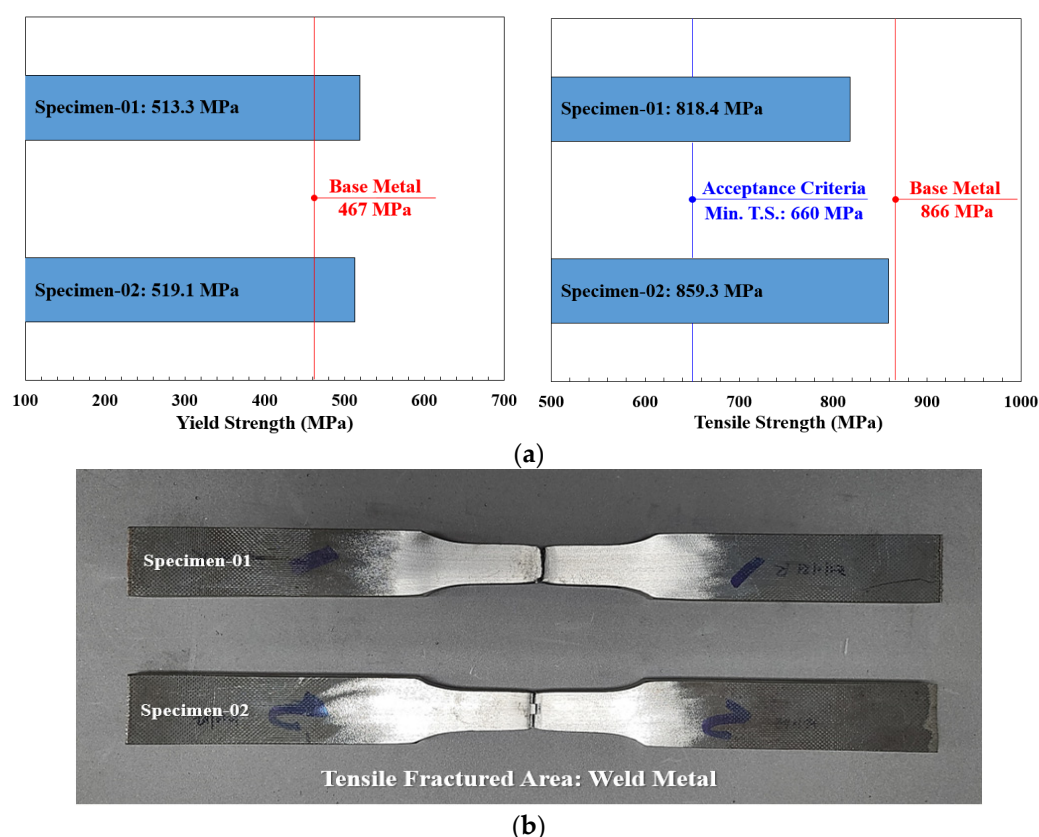 Specimen-01: 513.3 MPa
Base Metal
467 MPa
Specimen-02: 519.1 MPa
100 200 300 400 500 600 700
Yield Strength (MPa)
Specimen-01: 818.4 MPa
Acceptance Criteria
Min. T.S.: 660 MPa
Base Metal
866 MPa
Specimen-02: 859.3 MPa
500 600 700 800 900 1000
Tensile Strength (MPa)
(a)
Specimen-01
Specimen-02
Tensile Fractured Area: Weld Metal
(b)